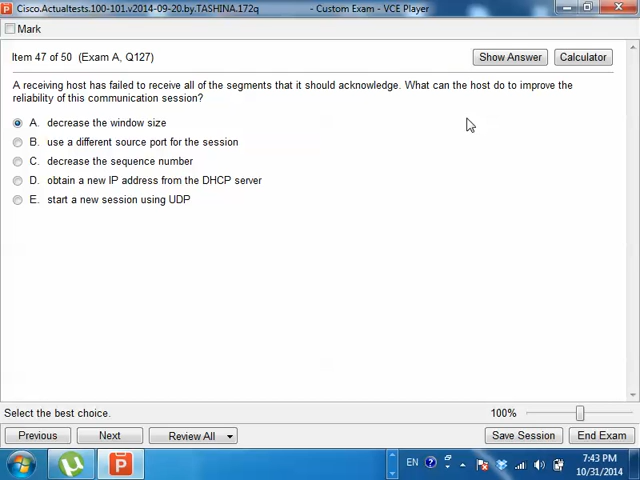 Cisco.Actualtests.100-101.v2014-09-20.by.TASHINA.172q - Custom Exam - VCE Player
Mark
Item 47 of 50 (Exam A, Q127)
Show Answer
Calculator
A receiving host has failed to receive all of the segments that it should acknowledge. What can the host do to improve the
reliability of this communication session?
A. decrease the window size
B. use a different source port for the session
C. decrease the sequence number
D. obtain a new IP address from the DHCP server
E. start a new session using UDP
Select the best choice.
100%
Previous
Next
Review All
Save Session
End Exam
EN
7:43 PM
10/31/2014